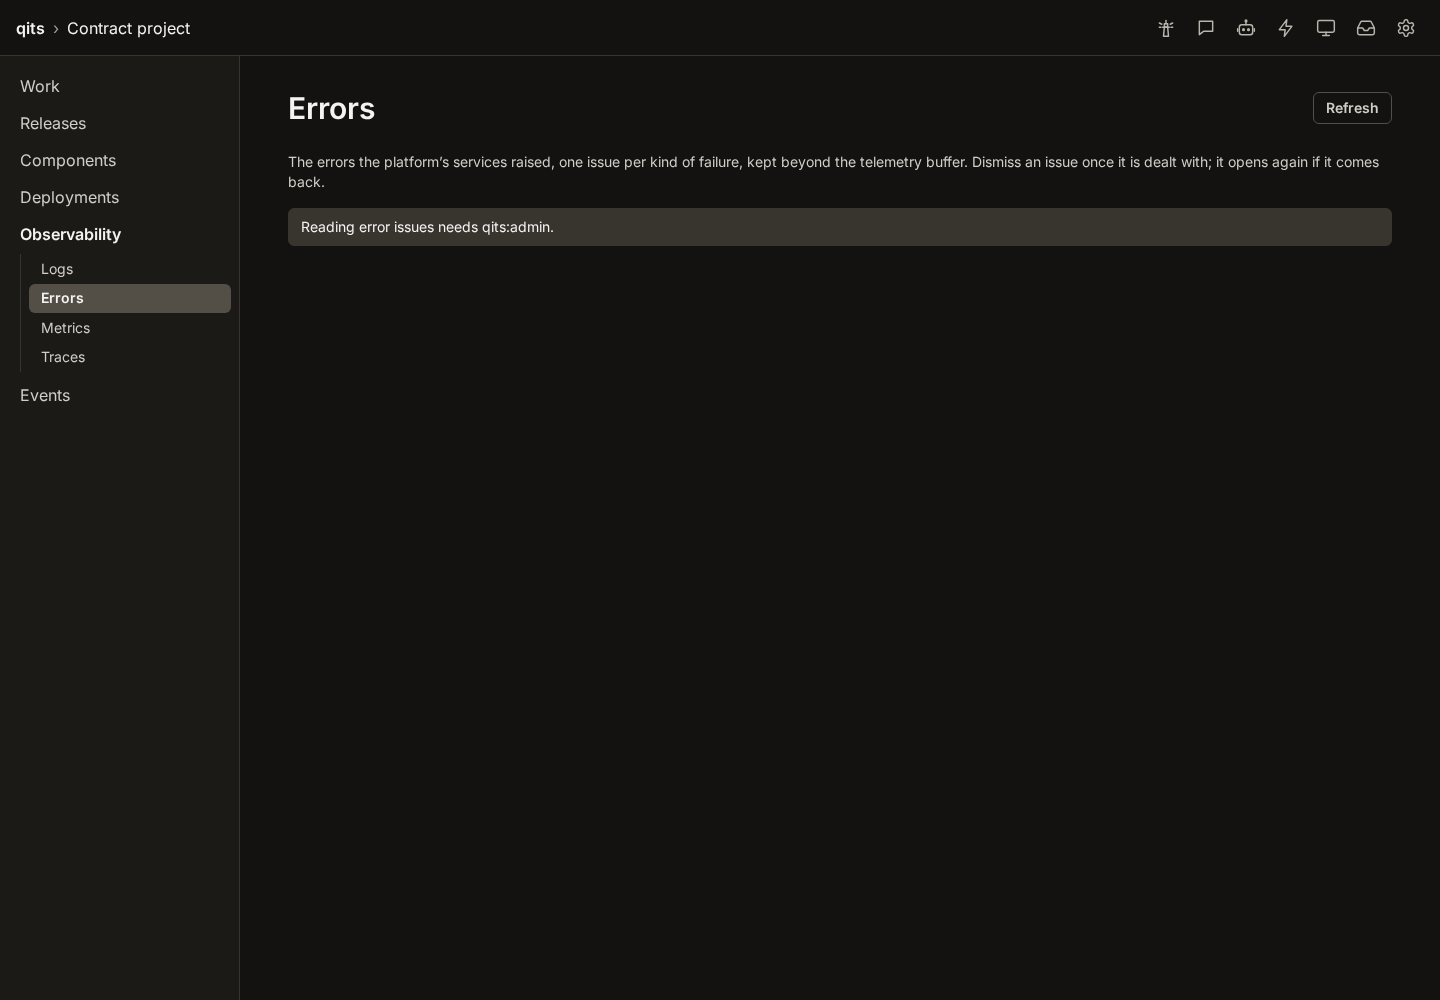 qits › Contract project
Work
Releases
Components
Deployments
Observability
Logs
Errors
Metrics
Traces
Events
Errors
Refresh
The errors the platform’s services raised, one issue per kind of failure, kept beyond the telemetry buffer. Dismiss an issue once it is dealt with; it opens again if it comes
back.
Reading error issues needs qits:admin.